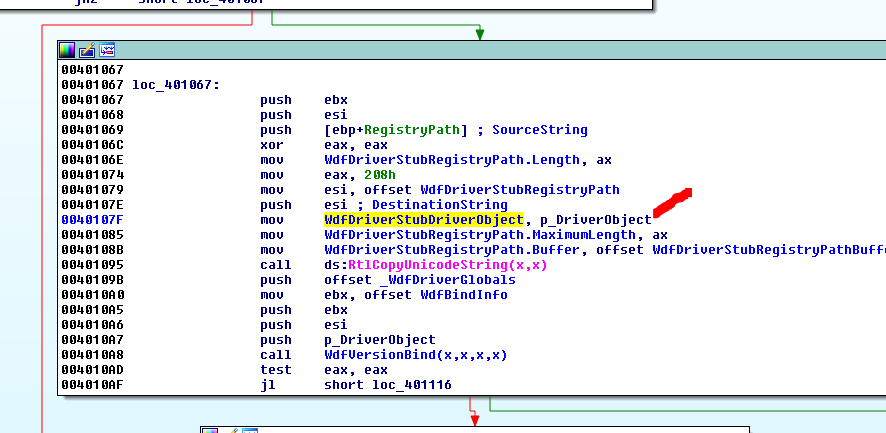 jnz short loc_40108F
00401067
00401067 loc_401067:
00401067 push ebx
00401068 push esi
00401069 push [ebp+RegistryPath] ; SourceString
0040106C xor eax, eax
0040106E mov WdfDriverStubRegistryPath.Length, ax
00401074 mov eax, 208h
00401079 mov esi, offset WdfDriverStubRegistryPath
0040107E push esi ; DestinationString
0040107F mov WdfDriverStubDriverObject, p_DriverObject
00401085 mov WdfDriverStubRegistryPath.MaximumLength, ax
0040108B mov WdfDriverStubRegistryPath.Buffer, offset WdfDriverStubRegistryPathBuff
00401095 call ds:RtlCopyUnicodeString(x,x)
0040109B push offset _WdfDriverGlobals
004010A0 mov ebx, offset WdfBindInfo
004010A5 push ebx
004010A6 push esi
004010A7 push p_DriverObject
004010A8 call WdfVersionBind(x,x,x,x)
004010AD test eax, eax
004010AF jl short loc_401116